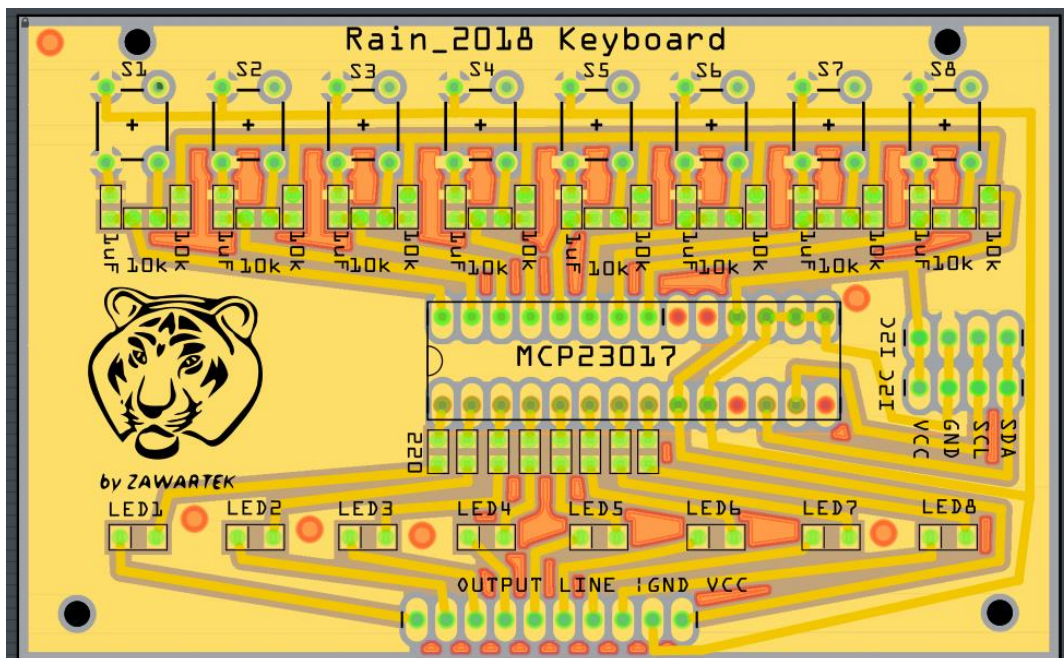 Rain_2018 Keyboard
S1 S2 S3 S4 S5 S6 S7 S8
1uF 10k 10k 1uF 10k 10k 1uF 10k 10k 1uF 10k 10k 1uF 10k 10k 1uF 10k 10k 1uF 10k 10k 1uF 10k 10k
MCP23017
I2C I2C
VCC GND SCL SDA
220
by ZAWARTEK
LED1 LED2 LED3 LED4 LED5 LED6 LED7 LED8
OUTPUT LINE |GND VCC